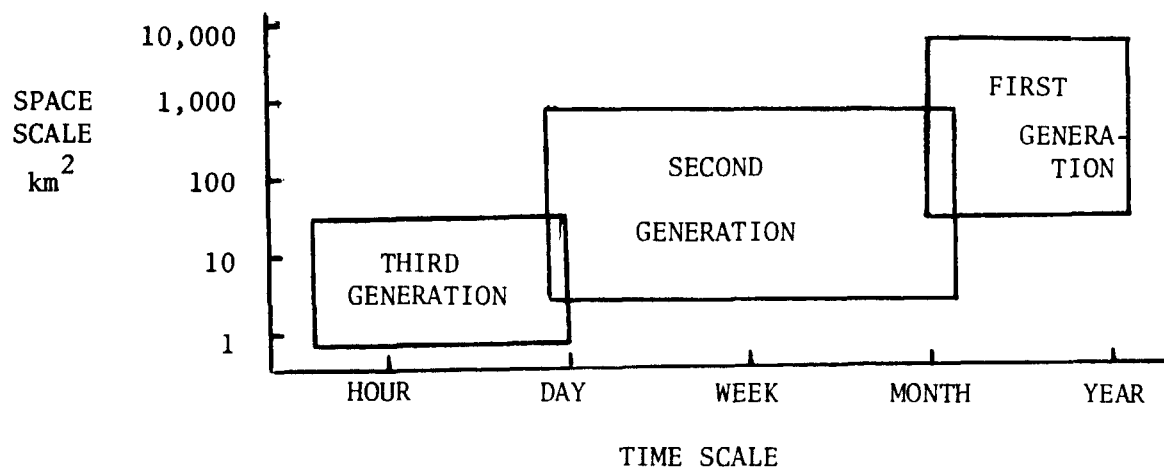 10,000
SPACE
SCALE
km²
1,000
100
10
1
FIRST
GENERA-
TION
SECOND
GENERATION
THIRD
GENERATION
HOUR DAY WEEK MONTH YEAR
TIME SCALE